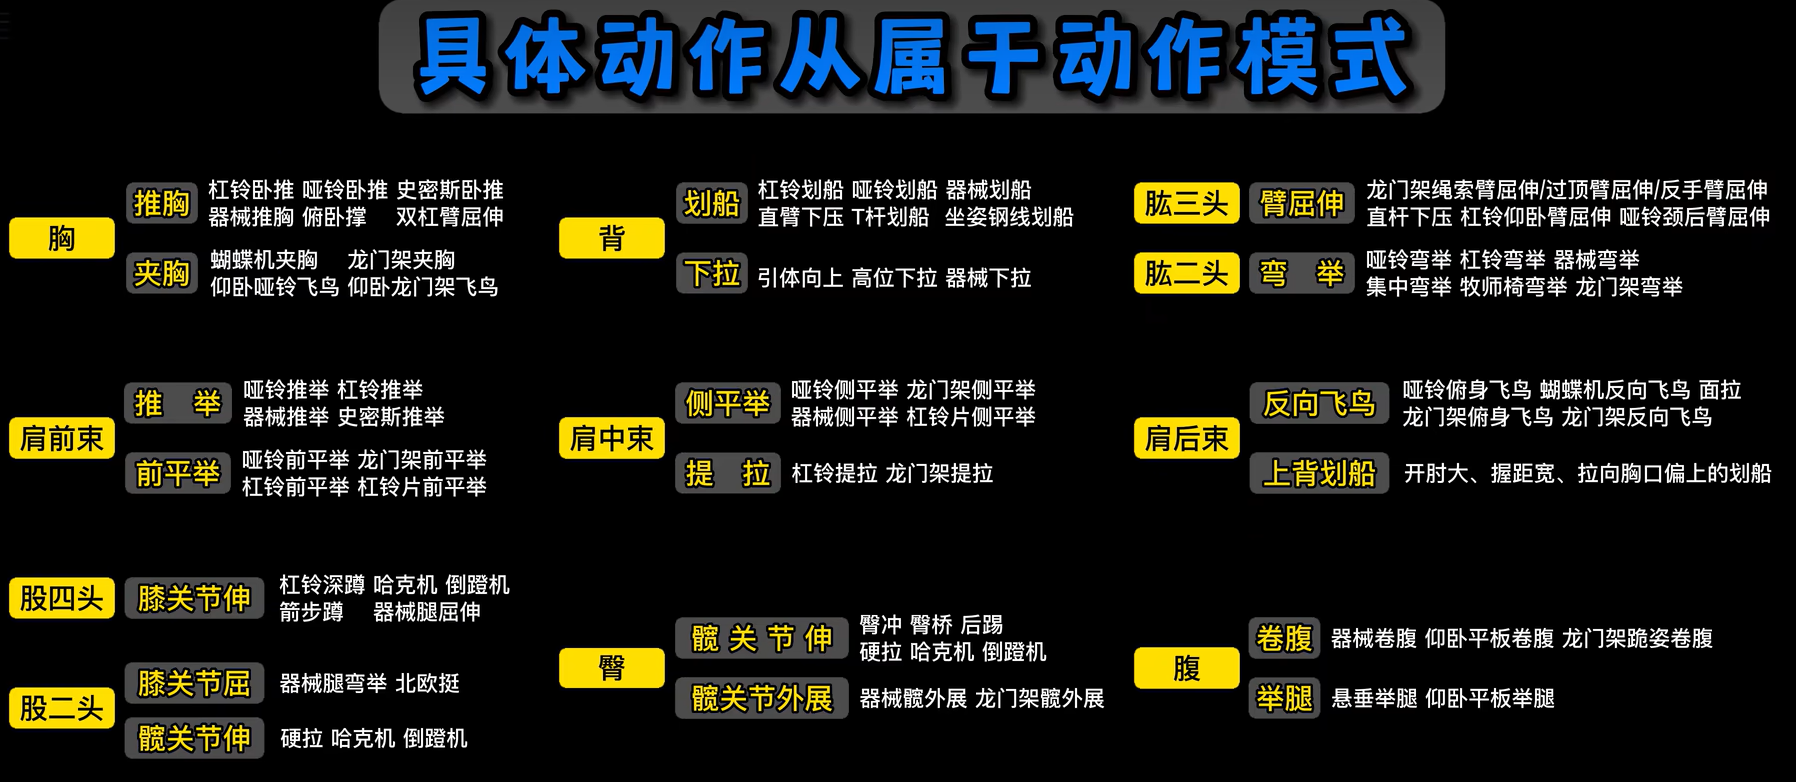 具体动作从属于动作模式
胸
推胸
杠铃卧推 哑铃卧推 史密斯卧推
器械推胸 俯卧撑 双杠臂屈伸
夹胸
蝴蝶机夹胸 龙门架夹胸
仰卧哑铃飞鸟 仰卧龙门架飞鸟
背
划船
杠铃划船 哑铃划船 器械划船
直臂下压 T杆划船 坐姿钢线划船
下拉
引体向上 高位下拉 器械下拉
肱三头
臂屈伸
龙门架绳索臂屈伸/过顶臂屈伸/反手臂屈伸
直杆下压 杠铃仰卧臂屈伸 哑铃颈后臂屈伸
肱二头
弯 举
哑铃弯举 杠铃弯举 器械弯举
集中弯举 牧师椅弯举 龙门架弯举
肩前束
推 举
哑铃推举 杠铃推举
器械推举 史密斯推举
前平举
哑铃前平举 龙门架前平举
杠铃前平举 杠铃片前平举
肩中束
侧平举
哑铃侧平举 龙门架侧平举
器械侧平举 杠铃片侧平举
提 拉
杠铃提拉 龙门架提拉
肩后束
反向飞鸟
哑铃俯身飞鸟 蝴蝶机反向飞鸟 面拉
龙门架俯身飞鸟 龙门架反向飞鸟
上背划船
开肘大、握距宽、拉向胸口偏上的划船
股四头
膝关节伸
杠铃深蹲 哈克机 倒蹬机
箭步蹲 器械腿屈伸
股二头
膝关节屈
器械腿弯举 北欧挺
髋关节伸
硬拉 哈克机 倒蹬机
臀
髋关节伸
臀冲 臀桥 后踢
硬拉 哈克机 倒蹬机
髋关节外展
器械髋外展 龙门架髋外展
腹
卷腹
器械卷腹 仰卧平板卷腹 龙门架跪姿卷腹
举腿
悬垂举腿 仰卧平板举腿